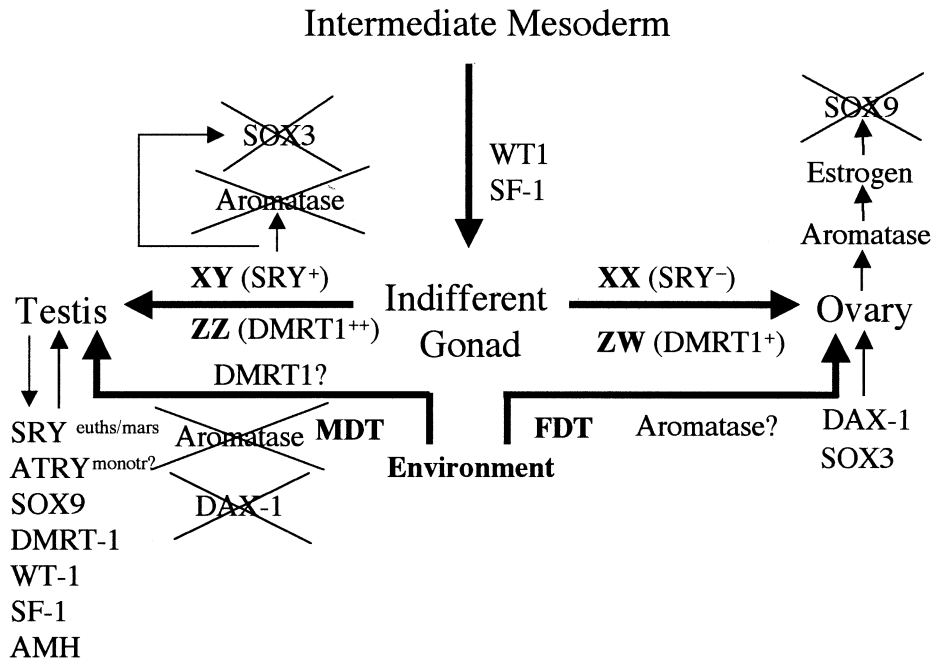 Intermediate Mesoderm
SOX3
Aromatase
WT1
SF-1
SOX9
Estrogen
Aromatase
XY (SRY⁺)
ZZ (DMRT1⁺⁺)
Testis
Indifferent
Gonad
XX (SRY⁻)
ZW (DMRT1⁺)
Ovary
DMRT1?
MDT
Environment
FDT
Aromatase?
DAX-1
SOX3
Aromatase
DAX-1
SRY euths/mars
ATRY monotr?
SOX9
DMRT-1
WT-1
SF-1
AMH